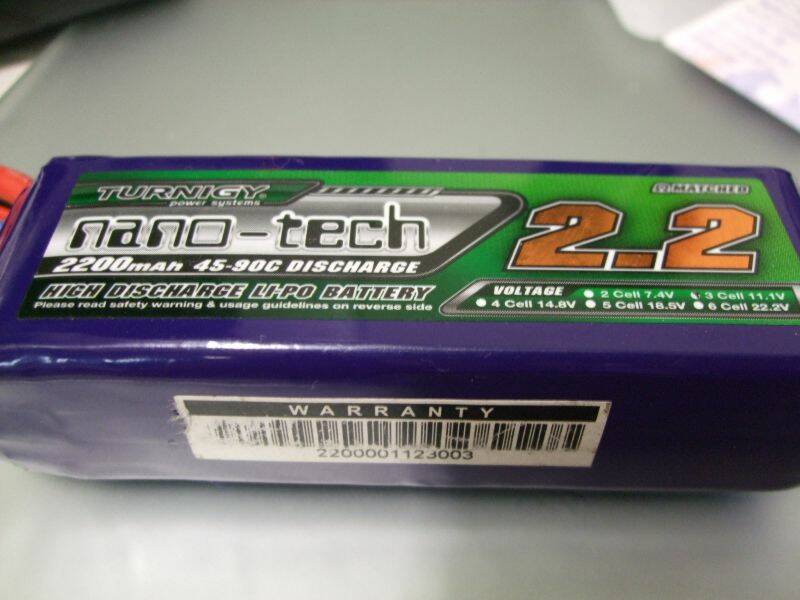 TURNIGY
power systems
MATCHED
nano-tech
2.2
2200mAh 45-90C DISCHARGE
HIGH DISCHARGE LI-PO BATTERY
Please read safety warning & usage guidelines on reverse side
VOLTAGE 2 Cell 7.4V 3 Cell 11.1V
4 Cell 14.8V 5 Cell 18.5V 6 Cell 22.2V
WARRANTY
2200001123003